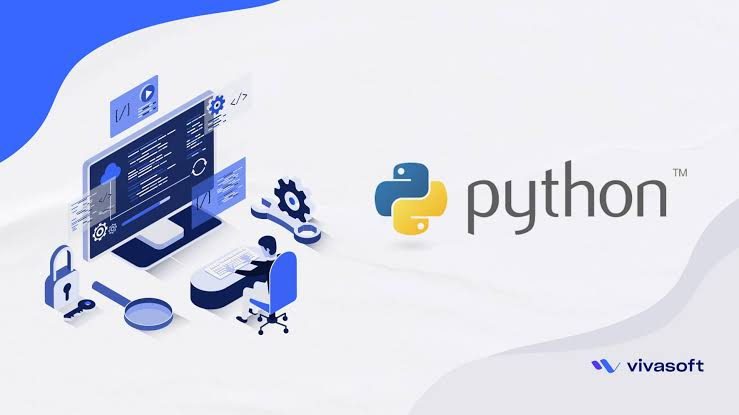 [/]
</>
python™
vivasoft